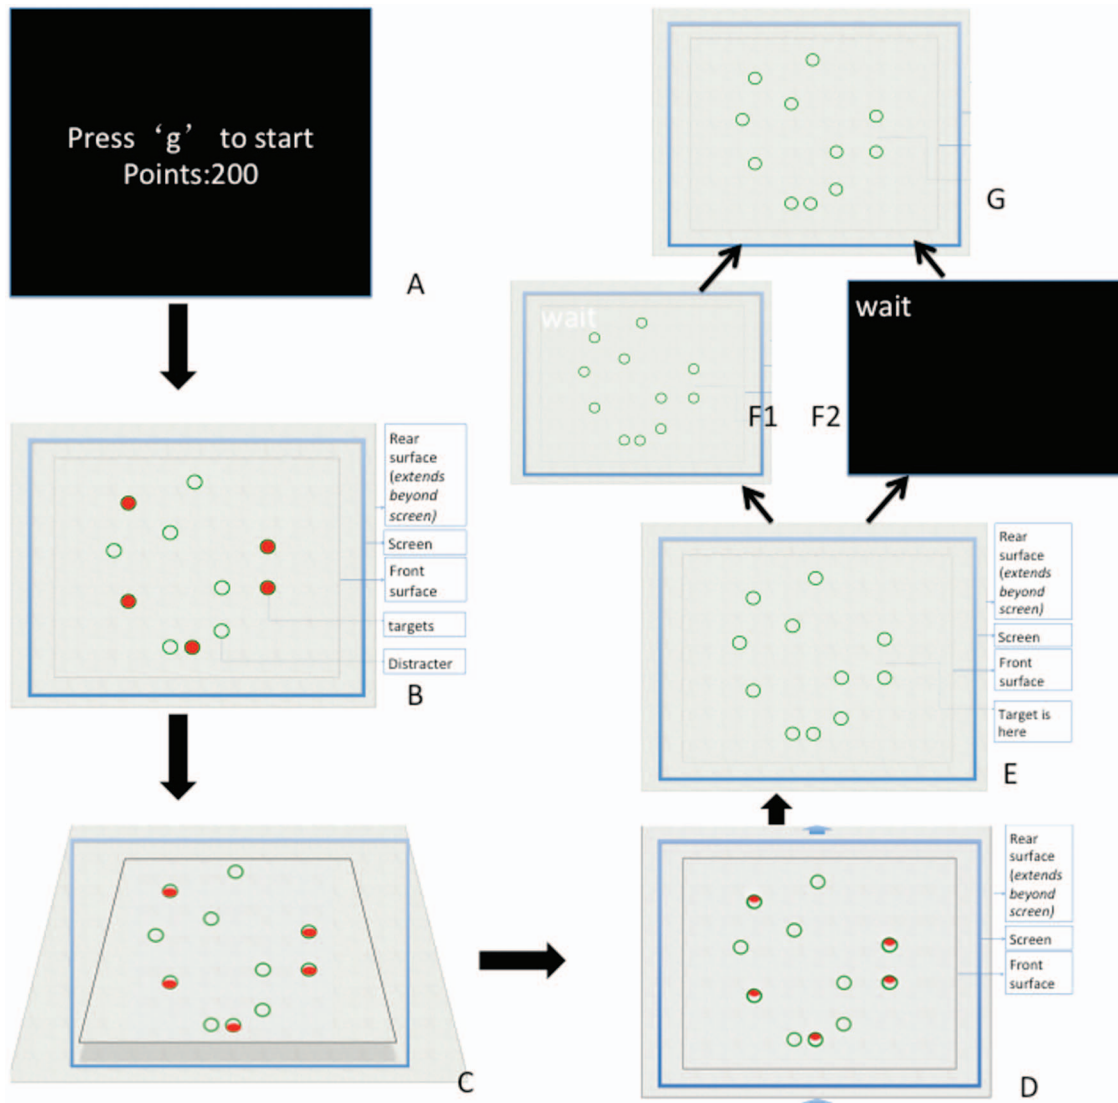 Press ‘g’ to start
Points:200
A
Rear
surface
(extends
beyond
screen)
Screen
Front
surface
targets
Distracter
B
C
Rear
surface
(extends
beyond
screen)
Screen
Front
surface
D
Rear
surface
(extends
beyond
screen)
Screen
Front
surface
Target is
here
E
wait
F1
F2
wait
G